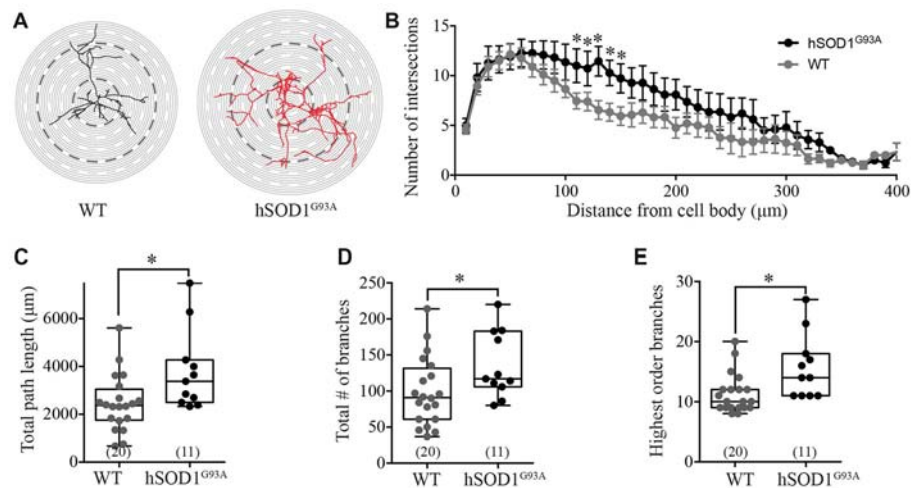 A
WT
hSOD1G93A
B
Number of intersections
15
10
5
0
0
100
200
300
400
Distance from cell body (μm)
* * * * *
hSOD1G93A
WT
C
Total path length (μm)
6000
4000
2000
0
*
(20)
(11)
WT
hSOD1G93A
D
Total # of branches
250
200
150
100
50
0
*
(20)
(11)
WT
hSOD1G93A
E
Highest order branches
30
20
10
0
*
(20)
(11)
WT
hSOD1G93A